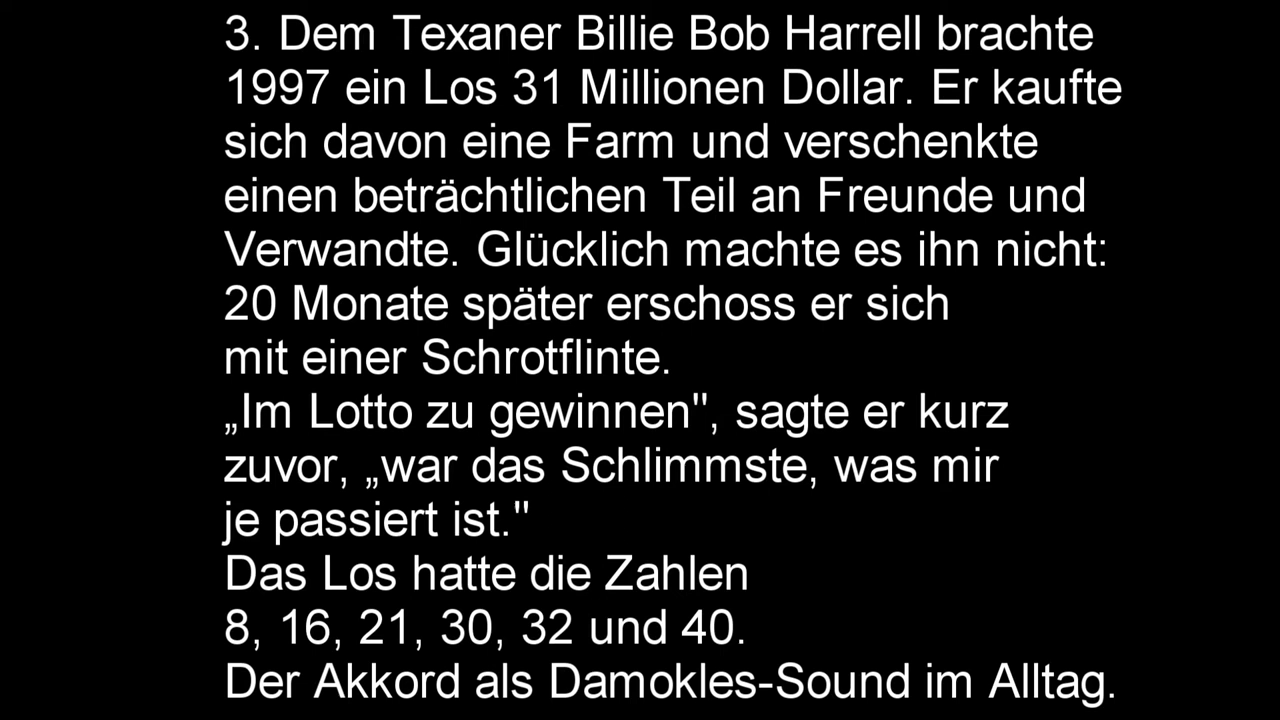 3. Dem Texaner Billie Bob Harrell brachte
1997 ein Los 31 Millionen Dollar. Er kaufte
sich davon eine Farm und verschenkte
einen beträchtlichen Teil an Freunde und
Verwandte. Glücklich machte es ihn nicht:
20 Monate später erschoss er sich
mit einer Schrotflinte.
„Im Lotto zu gewinnen", sagte er kurz
zuvor, „war das Schlimmste, was mir
je passiert ist."
Das Los hatte die Zahlen
8, 16, 21, 30, 32 und 40.
Der Akkord als Damokles-Sound im Alltag.